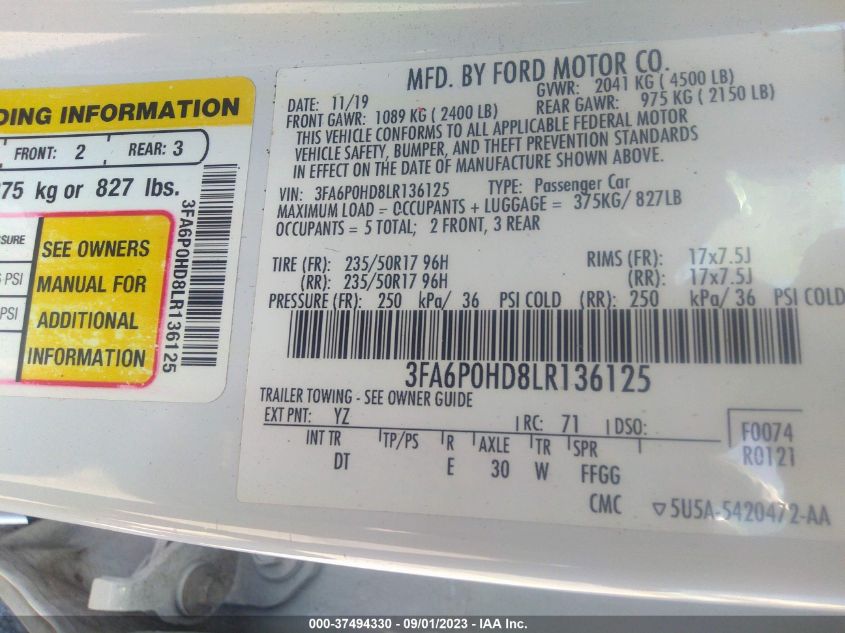 DING INFORMATION
FRONT: 2 REAR: 3
75 kg or 827 lbs.
SSURE
PSI
PSI
SEE OWNERS
MANUAL FOR
ADDITIONAL
INFORMATION
3FA6P0HD8LR136125
MFD. BY FORD MOTOR CO.
DATE: 11/19 GVWR: 2041 KG ( 4500 LB)
FRONT GAWR: 1089 KG ( 2400 LB) REAR GAWR: 975 KG ( 2150 LB)
THIS VEHICLE CONFORMS TO ALL APPLICABLE FEDERAL MOTOR
VEHICLE SAFETY, BUMPER, AND THEFT PREVENTION STANDARDS
IN EFFECT ON THE DATE OF MANUFACTURE SHOWN ABOVE.
VIN: 3FA6P0HD8LR136125 TYPE: Passenger Car
MAXIMUM LOAD = OCCUPANTS + LUGGAGE = 375KG/ 827LB
OCCUPANTS = 5 TOTAL; 2 FRONT, 3 REAR
TIRE (FR): 235/50R17 96H RIMS (FR): 17x7.5J
(RR): 235/50R17 96H (RR): 17x7.5J
PRESSURE (FR): 250 kPa/ 36 PSI COLD (RR): 250 kPa/ 36 PSI COLD
3FA6P0HD8LR136125
TRAILER TOWING - SEE OWNER GUIDE
EXT PNT: YZ RC: 71 DSO: F0074
INT TR TP/PS R AXLE TR SPR R0121
DT E 30 W FFGG
CMC ▽5U5A-5420472-AA
000-37494330 - 09/01/2023 - IAA Inc.